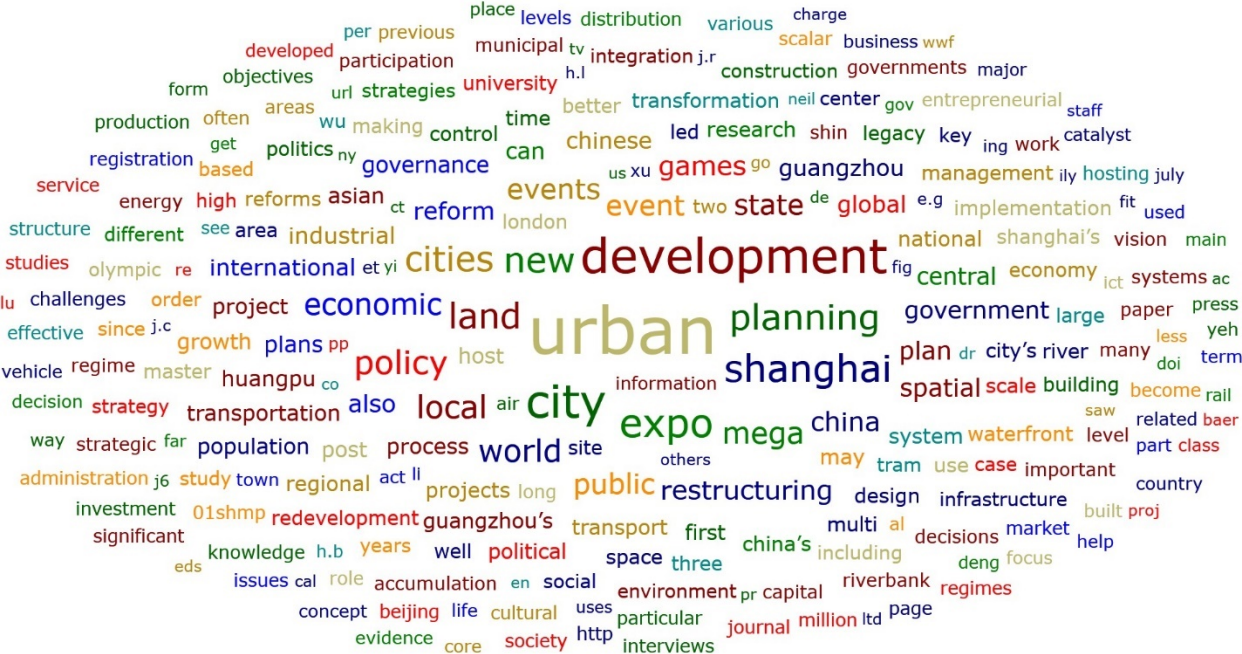 place levels distribution various charge
per previous municipal tv integration j.r scalar business wwf
developed participation h.l construction governments major
objectives url strategies university better transformation neil center gov entrepreneurial staff
form areas wu making control time chinese led research shin legacy key ing work catalyst
production often get politics ny governance can us xu games go guangzhou management ily hosting july
registration based
service energy high reforms asian ct reform events london event two state de global e.g implementation fit used
structure different see area industrial cities new development national shanghai's vision main
studies olympic re international et yi fig central economy ict systems ac
lu challenges order project economic land urban planning government large paper press
effective since j.c growth plans pp policy host shanghai plan dr city's river many less yeh
vehicle regime master huangpu co information spatial scale building doi term
decision strategy transportation also local air city expo mega china become rail
way strategic far population post process world site others system waterfront saw level related baer
administration j6 study town regional act li projects long public restructuring may tram use case important part class
investment 01shmp redevelopment guangzhou's transport first multi al design infrastructure built proj country
significant knowledge h.b years well political space three china's including decisions market help
eds issues cal role accumulation en social environment pr capital riverbank deng focus regimes
concept beijing life cultural uses particular journal million ltd page
evidence core society http interviews